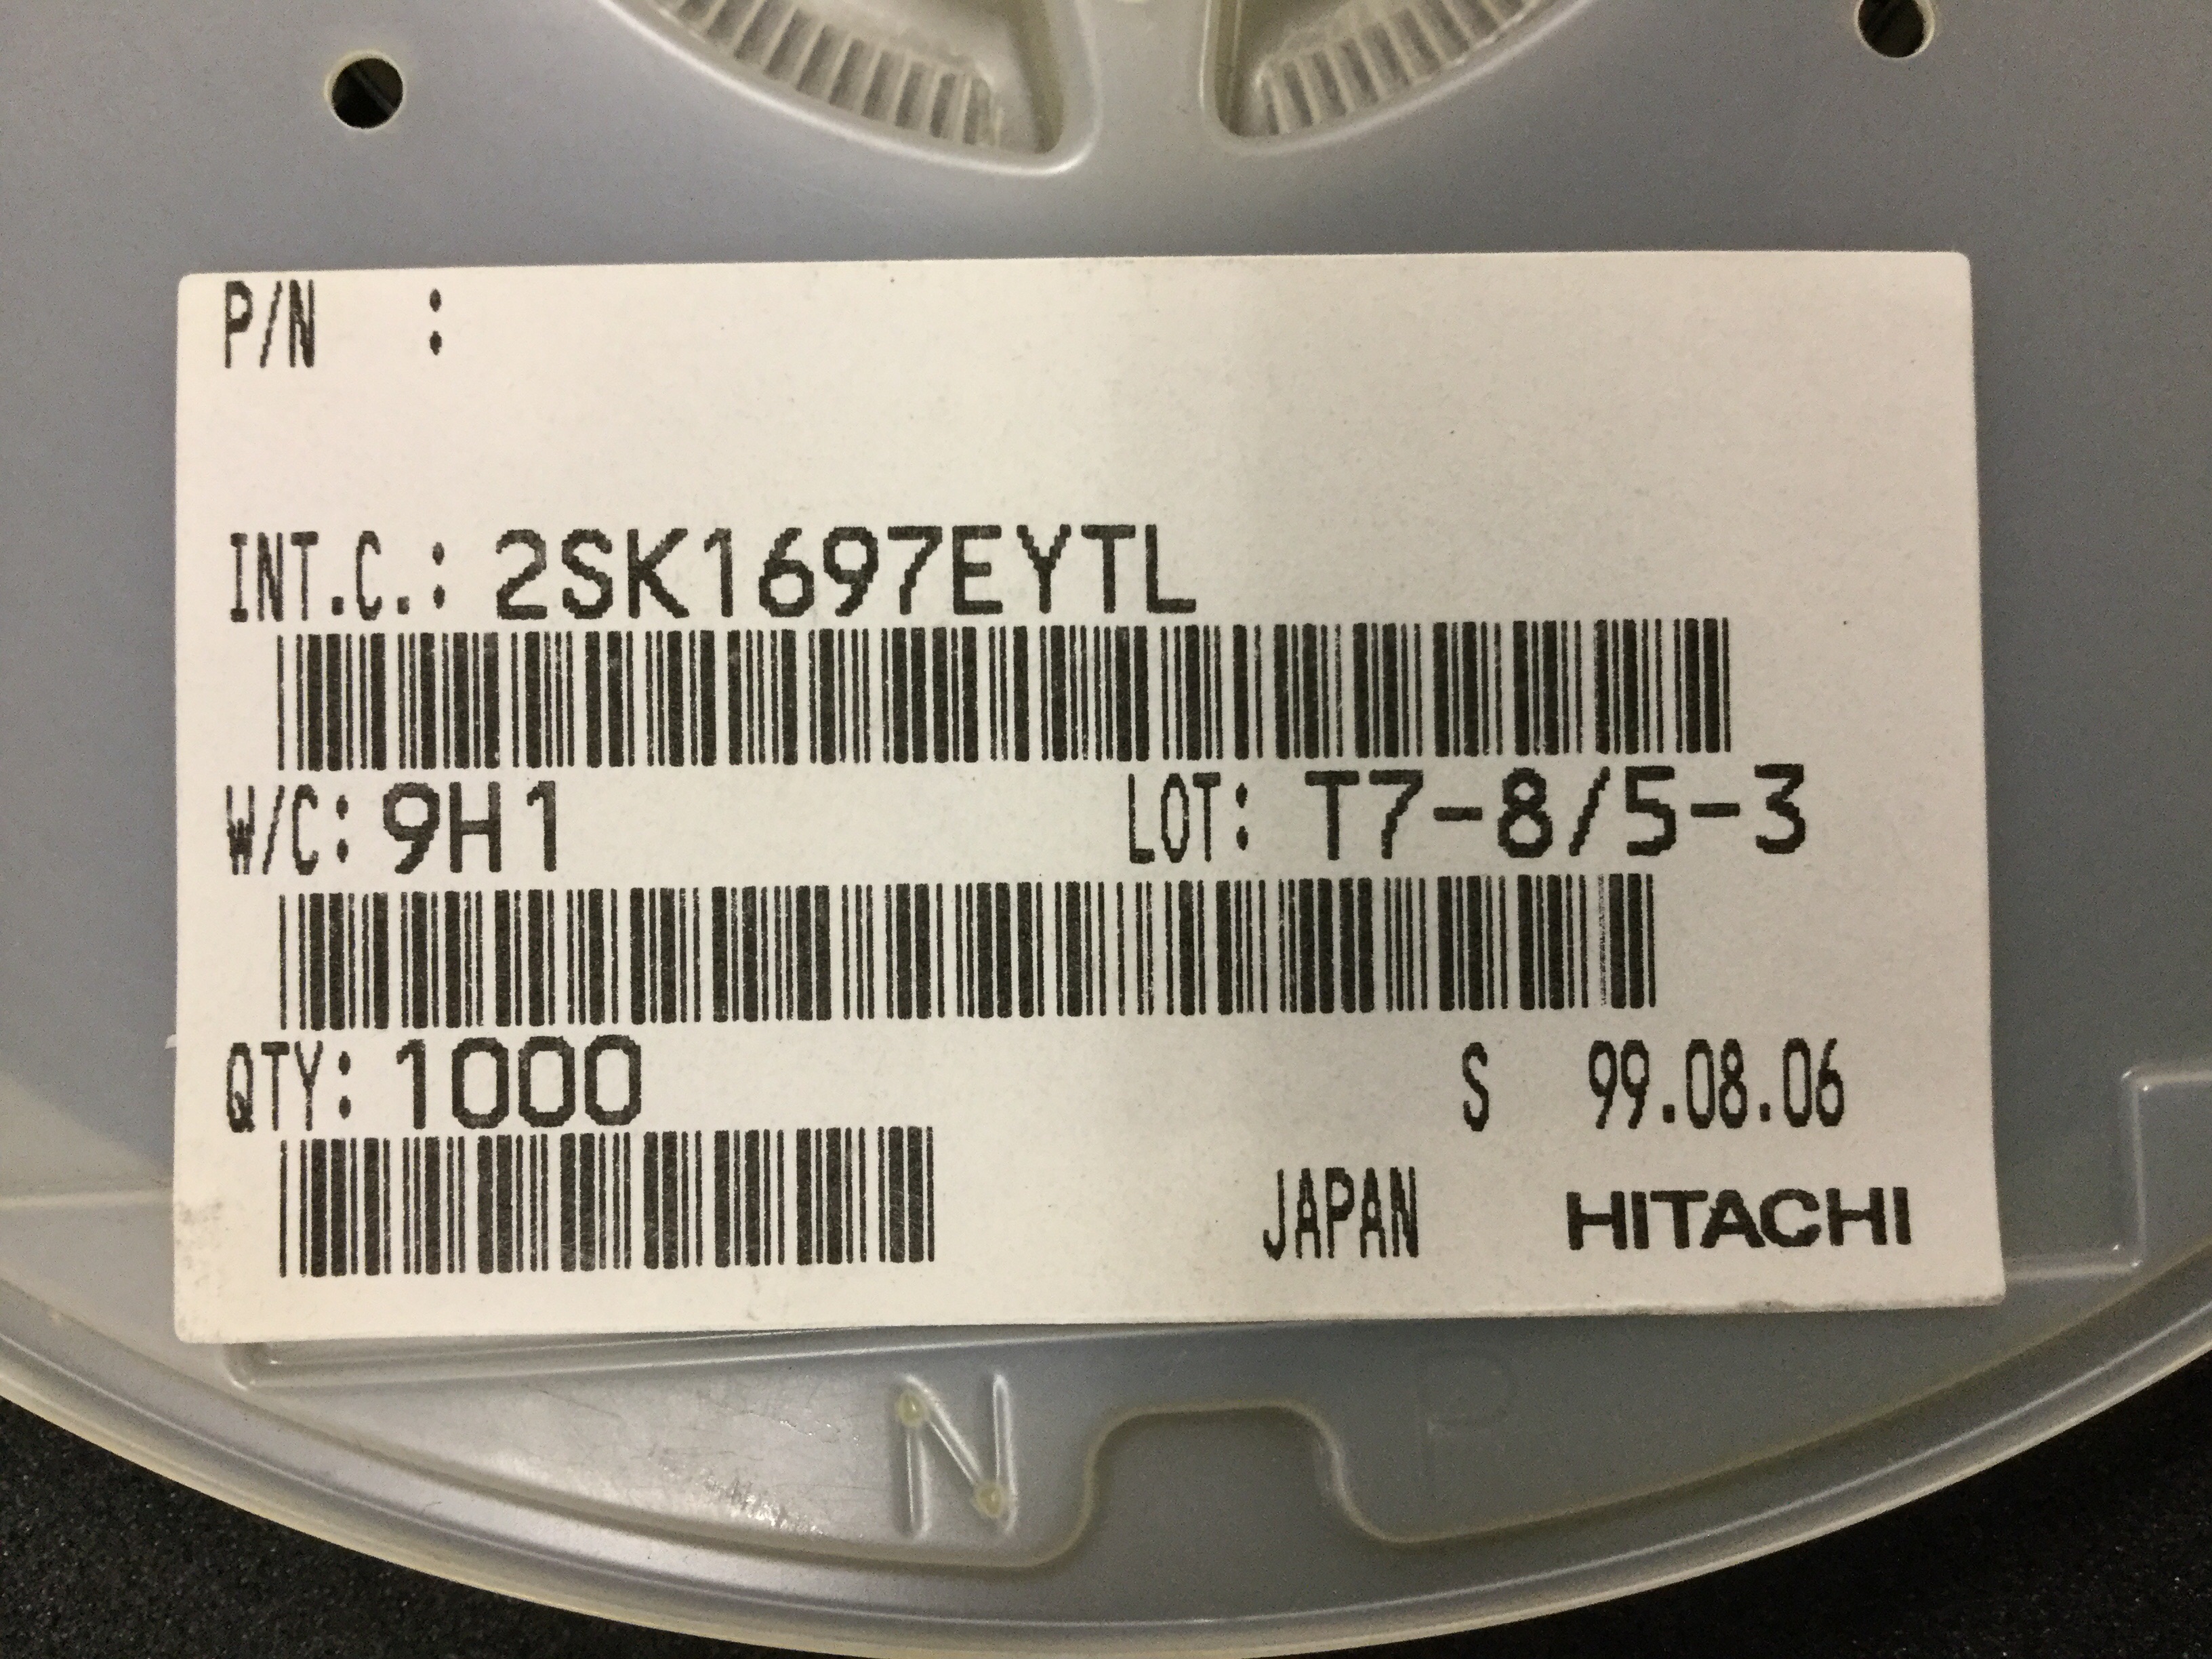 P/N :
INT.C.: 2SK1697EYTL
W/C: 9H1 LOT: T7-8/5-3
QTY: 1000 S 99.08.06
JAPAN HITACHI
N P